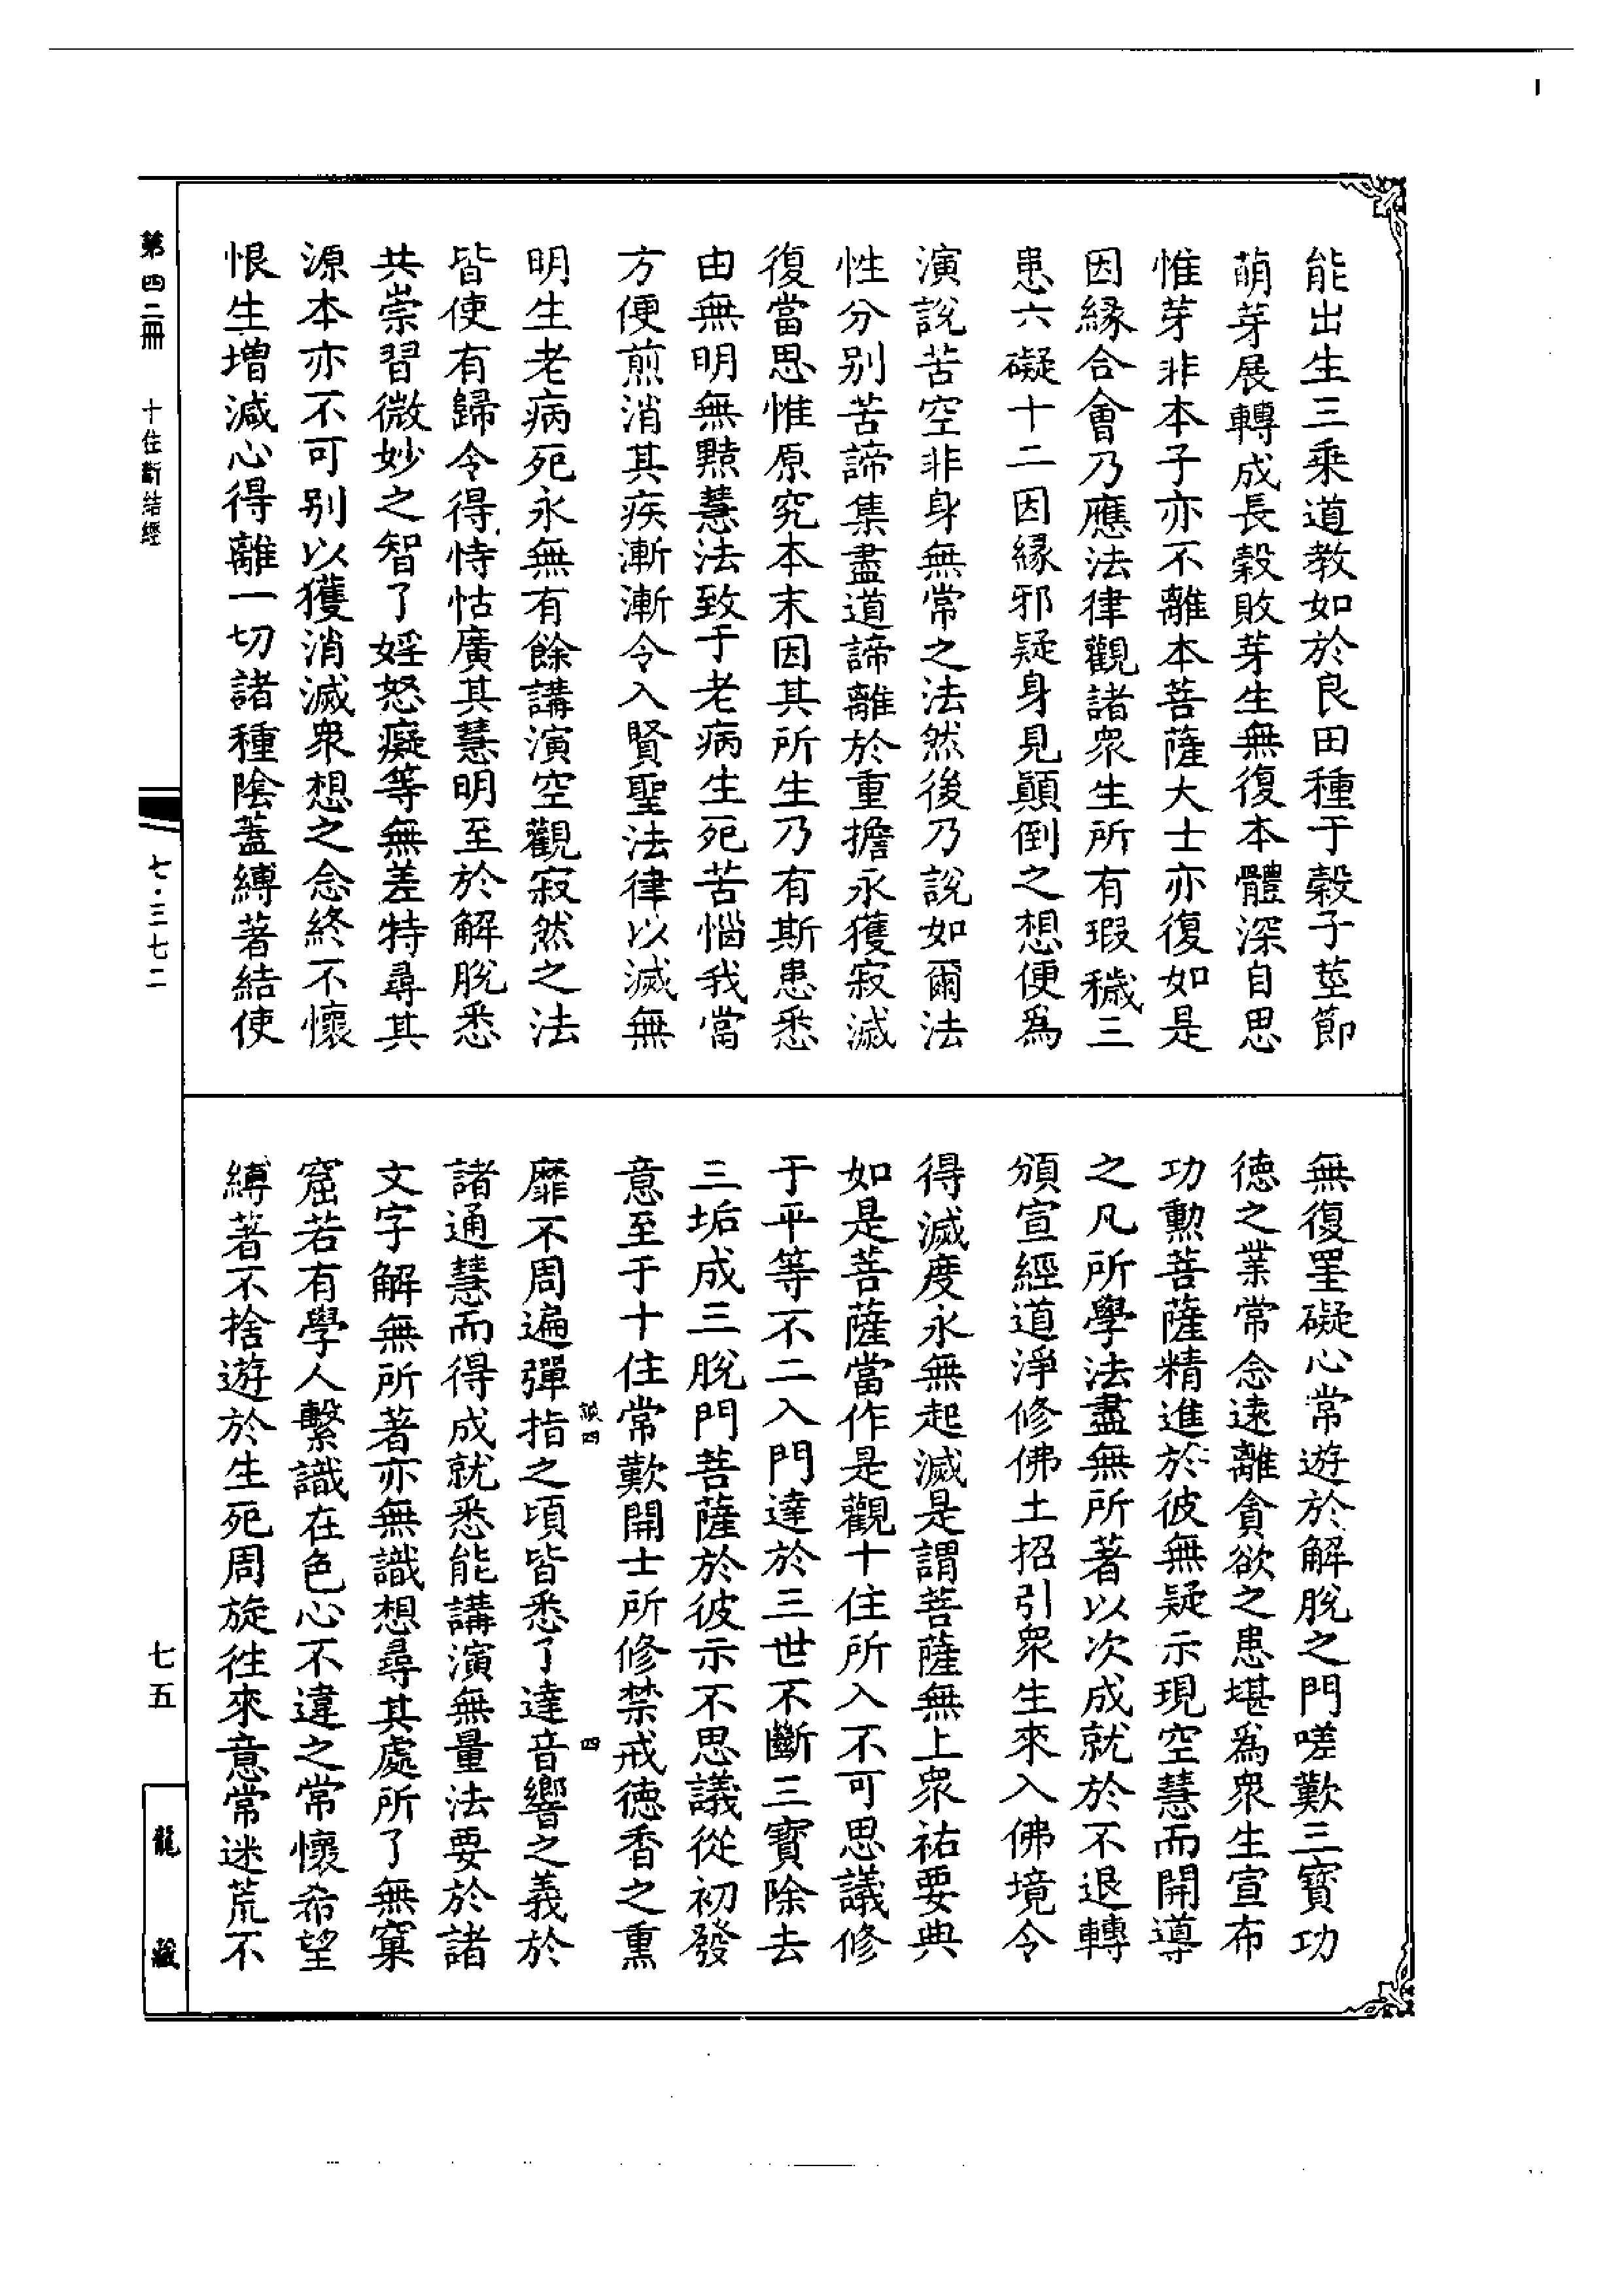 能出生三乘道教如於良田種于穀子莖節
萌芽展轉成長穀敗芽生無復本體深自思
惟芽非本子亦不離本菩薩大士亦復如是
因緣合會乃應法律觀諸衆生所有瑕穢三
患六礙十二因緣邪疑身見顚倒之想便爲
演說苦空非身無常之法然後乃說如爾法
性分别苦諦集盡道諦離於重擔永獲寂滅
復當思惟原究本末因其所生乃有斯患悉
由無明無黠慧法致于老病生死苦惱我當
方便煎消其疾漸漸令入賢聖法律以滅無
明生老病死永無有餘講演空觀寂然之法
皆使有歸令得恃怙廣其慧明至於解脫悉
共崇習微妙之智了婬怒癡等無差特尋其
源本亦不可别以獲消滅衆想之念終不懷
恨生增減心得離一切諸種陰蓋縛著結使
無復罣礙心常遊於解脫之門嗟歎三寶功
德之業常念遠離貪欲之患堪爲衆生宣布
功勳菩薩精進於彼無疑示現空慧而開導
之凡所學法盡無所著以次成就於不退轉
頒宣經道淨修佛土招引衆生來入佛境令
得滅度永無起滅是謂菩薩無上衆祐要典
如是菩薩當作是觀十住所入不可思議修
于平等不二入門達於三世不斷三寶除去
三垢成三脫門菩薩於彼示不思議從初發
意至于十住常歎開士所修禁戒德香之熏
四
四
靡不周遍彈指之頃皆悉了達音響之義於
諸通慧而得成就悉能講演無量法要於諸
文字解無所著亦無識想尋其處所了無窠
窟若有學人繫識在色心不違之常懷希望
縛著不捨遊於生死周旋往來意常迷荒不
第四二冊
十住斷結經
七·三七二
七五
龍藏